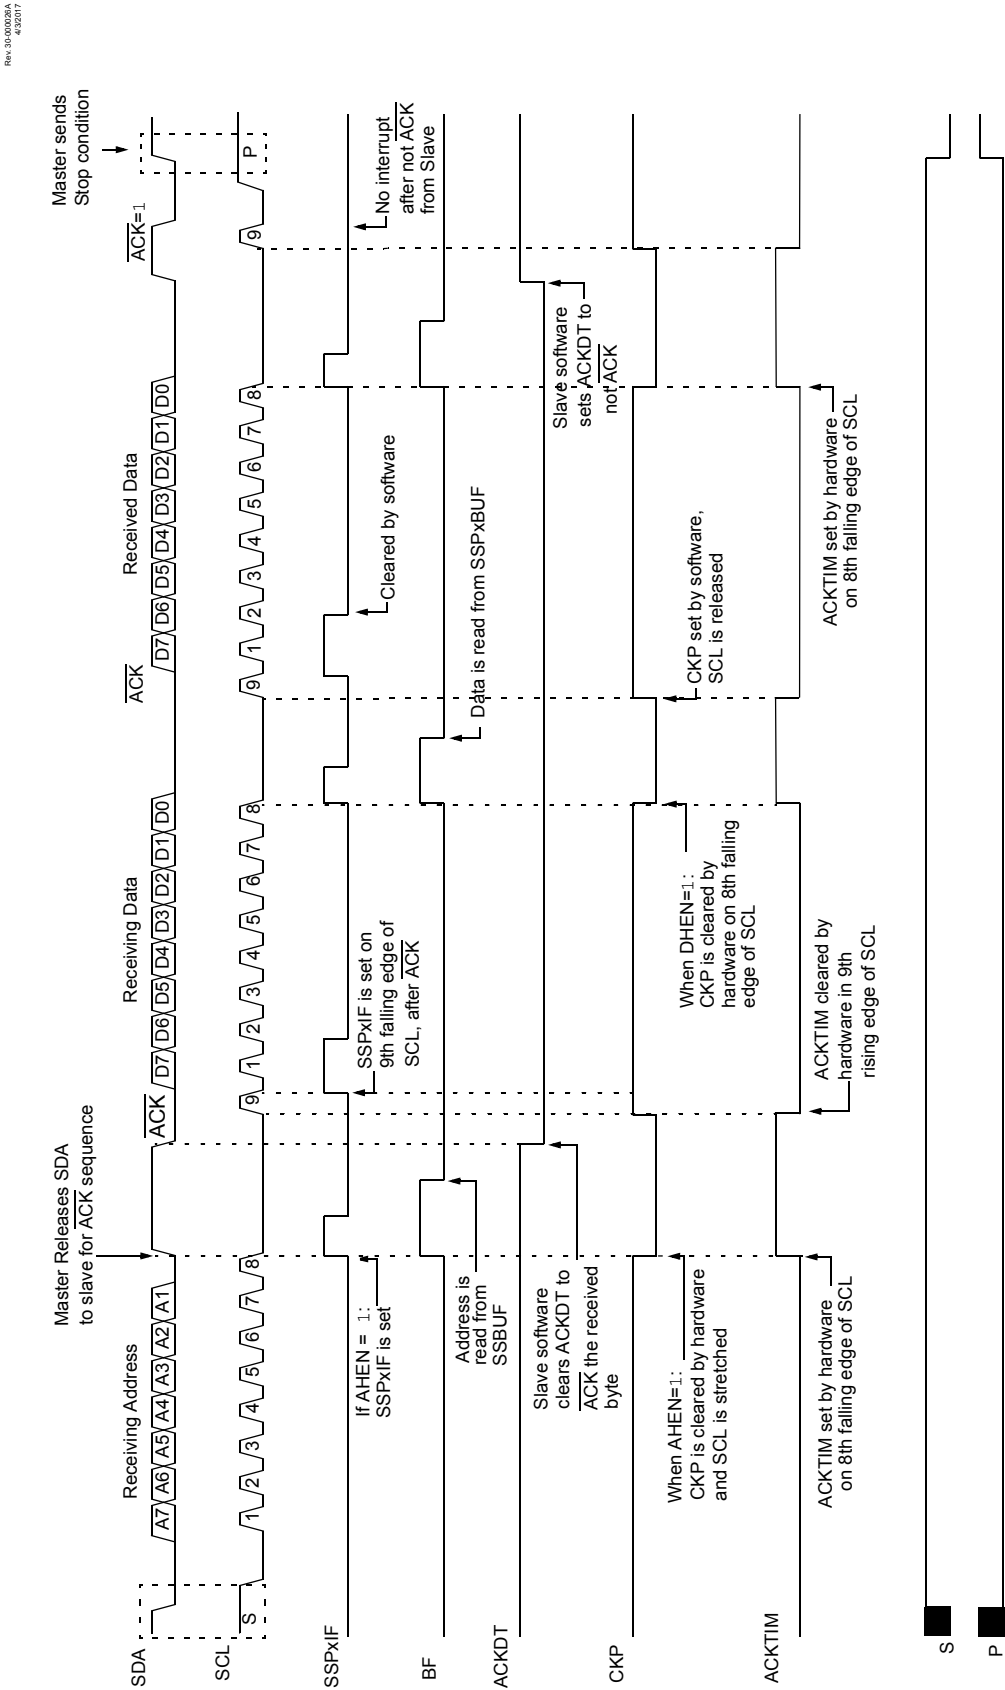 Rev. 30-000026A
4/3/2017
Master Releases SDA
to slave for ACK sequence
Master sends
Stop condition
Receiving Address
Receiving Data
Received Data
ACK
ACK
ACK=1
SDA
A7 A6 A5 A4 A3 A2 A1
D7 D6 D5 D4 D3 D2 D1 D0
D7 D6 D5 D4 D3 D2 D1 D0
SCL
S
1 2 3 4 5 6 7 8 9
1 2 3 4 5 6 7 8 9
1 2 3 4 5 6 7 8 9
P
SSPxIF
If AHEN = 1:
SSPxIF is set
SSPxIF is set on
9th falling edge of
SCL, after ACK
Cleared by software
No interrupt
after not ACK
from Slave
BF
Address is
read from
SSBUF
Data is read from SSPxBUF
ACKDT
Slave software
clears ACKDT to
ACK the received
byte
Slave software
sets ACKDT to
not ACK
CKP
When AHEN=1:
CKP is cleared by hardware
and SCL is stretched
When DHEN=1:
CKP is cleared by
hardware on 8th falling
edge of SCL
CKP set by software,
SCL is released
ACKTIM
ACKTIM set by hardware
on 8th falling edge of SCL
ACKTIM cleared by
hardware in 9th
rising edge of SCL
ACKTIM set by hardware
on 8th falling edge of SCL
S
P